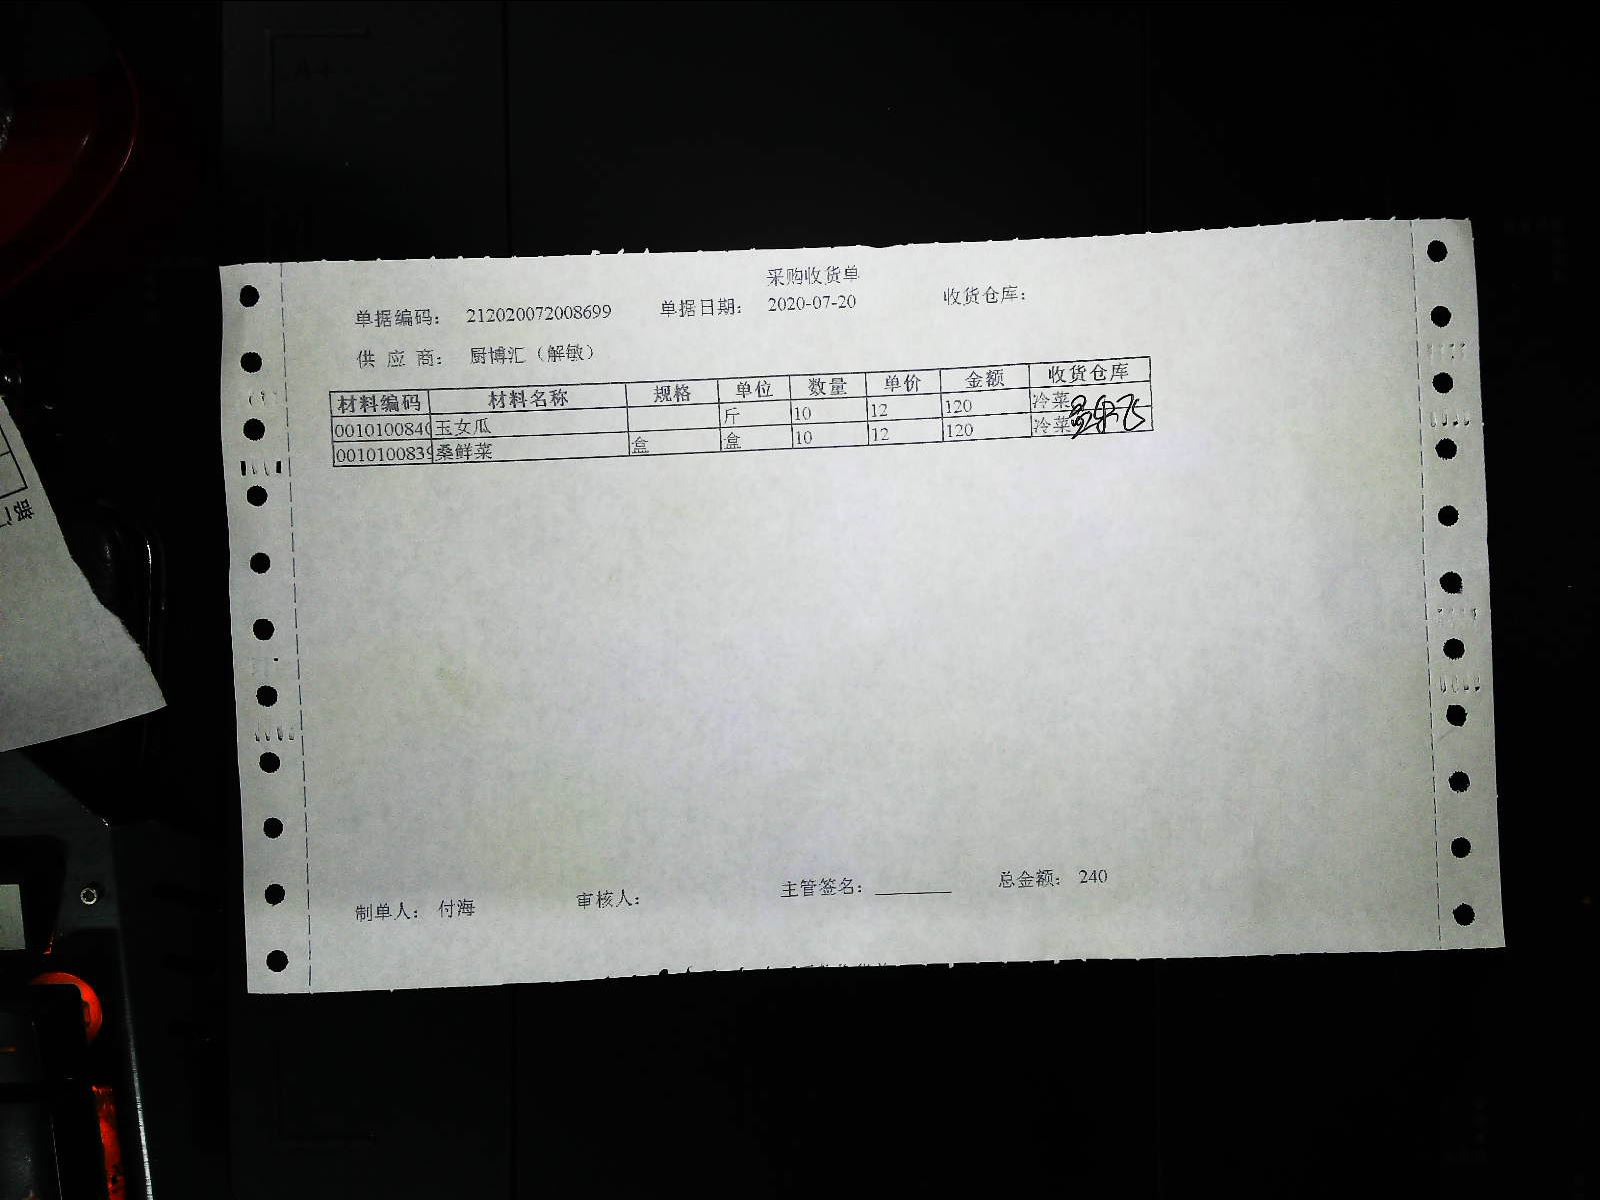 采购收货单
单据编码： 212020072008699 单据日期： 2020-07-20 收货仓库：
供 应 商： 厨博汇（解敏）
材料编码 材料名称 规格 单位 数量 单价 金额 收货仓库
001010084 玉女瓜 斤 10 12 120 冷菜
001010083 桑鲜菜 盒 盒 10 12 120 冷菜
制单人： 付海 审核人： 主管签名： 总金额： 240